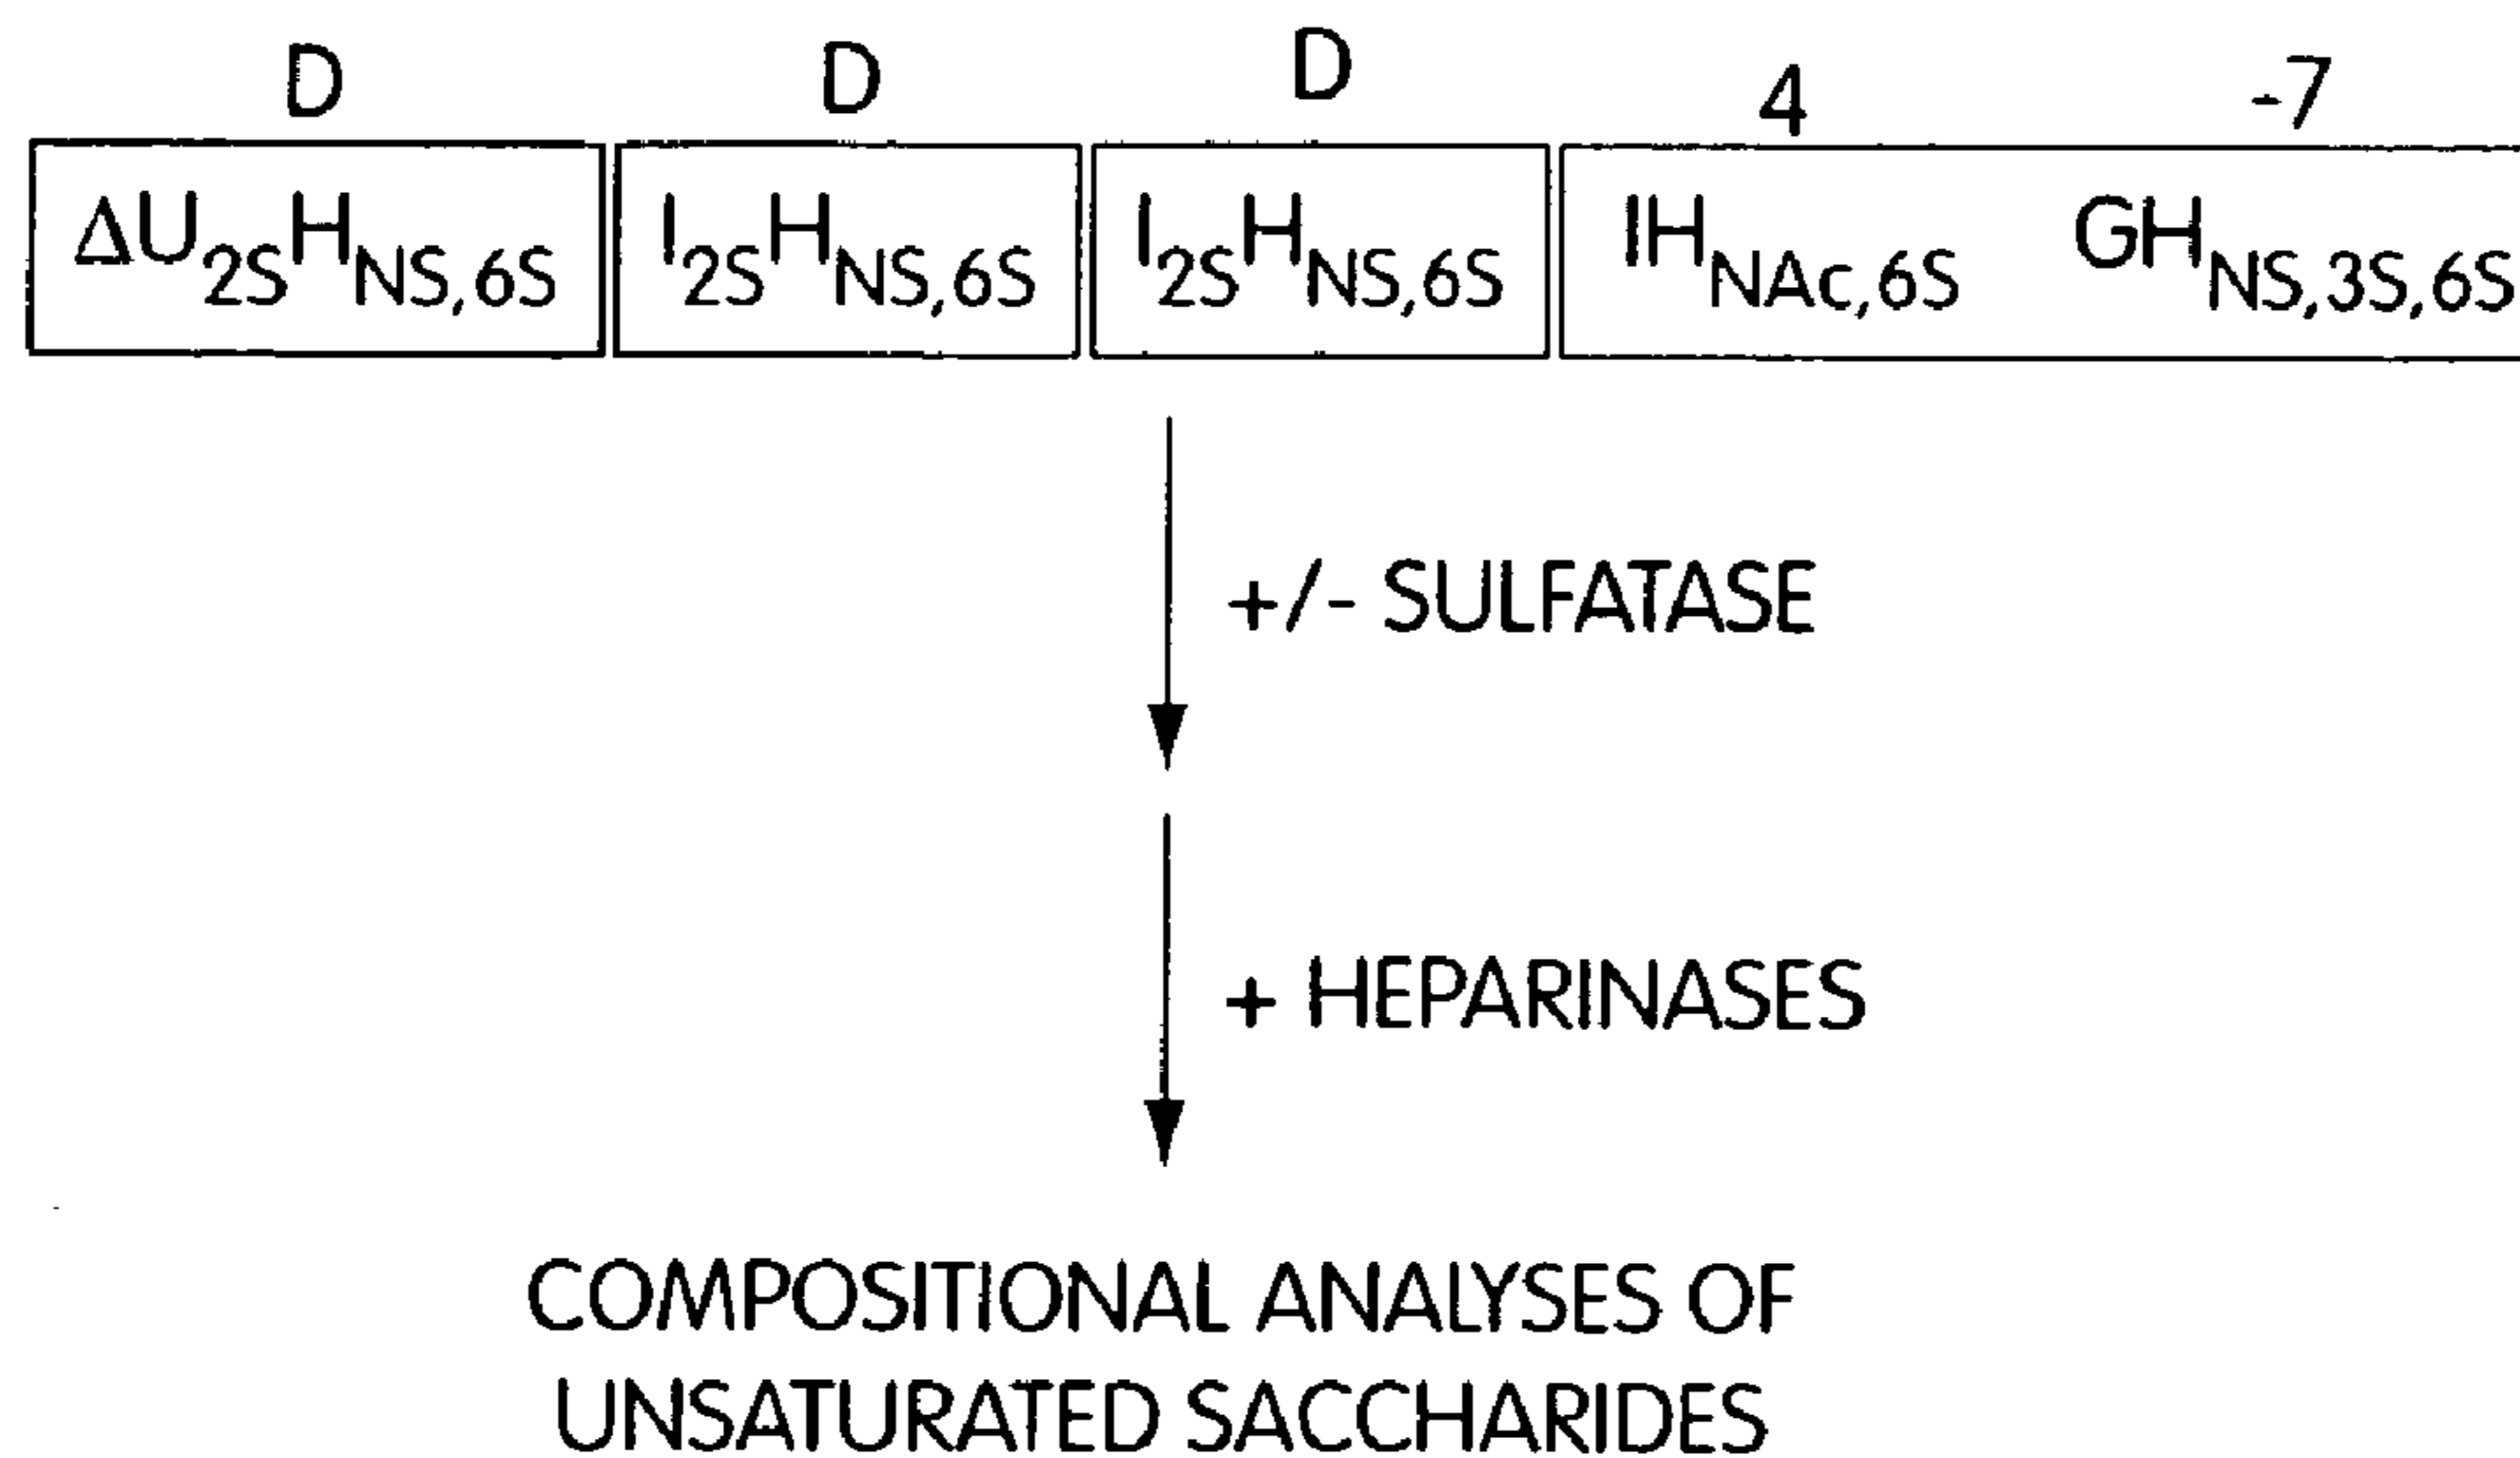 D D D 4 -7
ΔU2SHNS,6S I2SHNS,6S I2SHNS,6S IHNAc,6S GHNS,3S,6S
+/- SULFATASE
+ HEPARINASES
COMPOSITIONAL ANALYSES OF
UNSATURATED SACCHARIDES